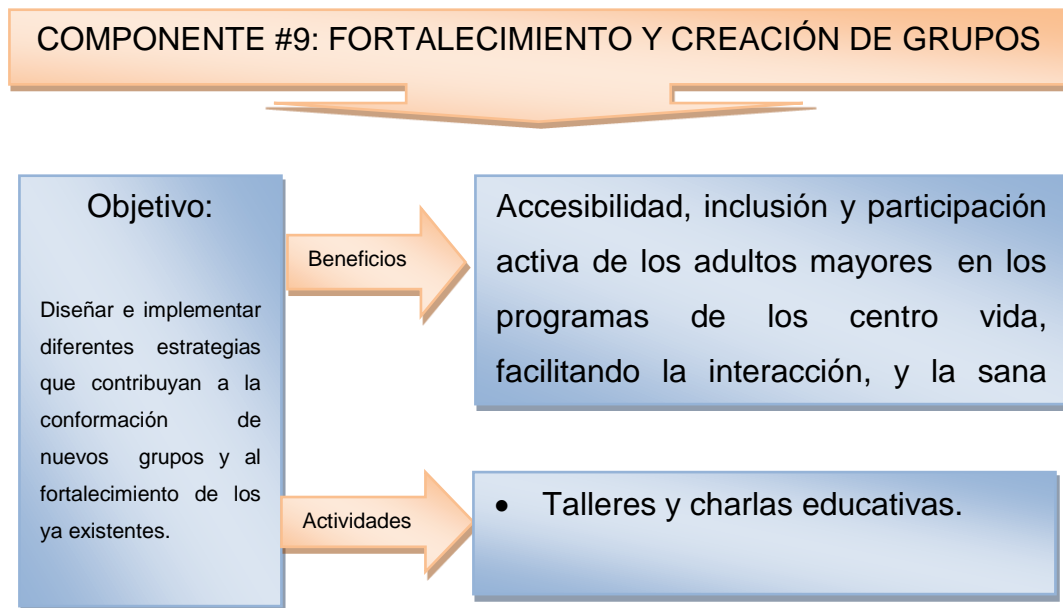 COMPONENTE #9: FORTALECIMIENTO Y CREACIÓN DE GRUPOS
Objetivo:
Diseñar e implementar
diferentes estrategias
que contribuyan a la
conformación de
nuevos grupos y al
fortalecimiento de los
ya existentes.
Beneficios
Accesibilidad, inclusión y participación
activa de los adultos mayores en los
programas de los centro vida,
facilitando la interacción, y la sana
Actividades
• Talleres y charlas educativas.